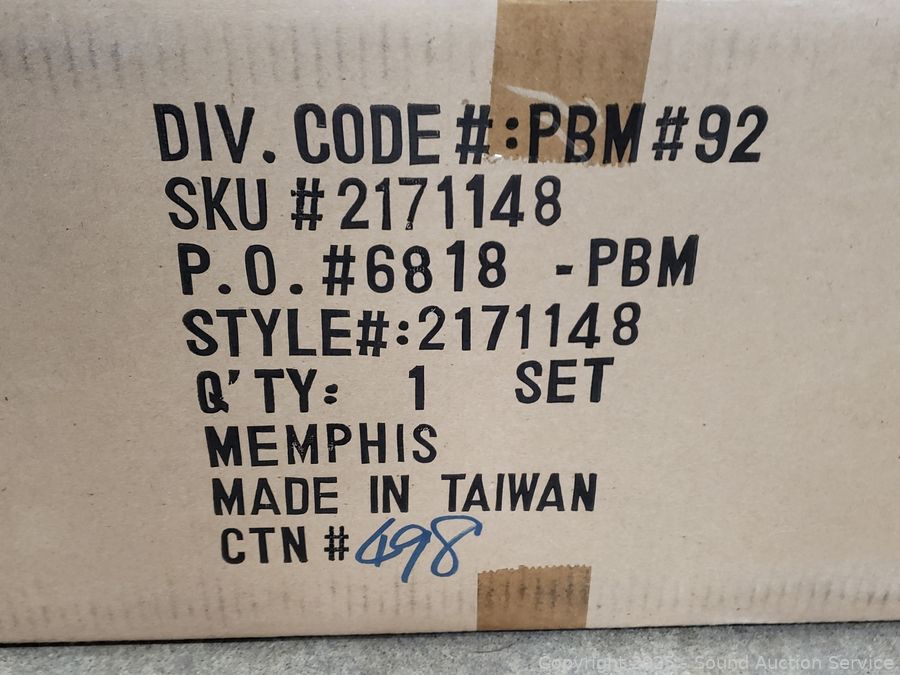 DIV. CODE #:PBM#92
SKU #2171148
P.O. #6818 -PBM
STYLE#:2171148
Q'TY: 1 SET
MEMPHIS
MADE IN TAIWAN
CTN #498
Copyright 2023 - Sound Auction Service